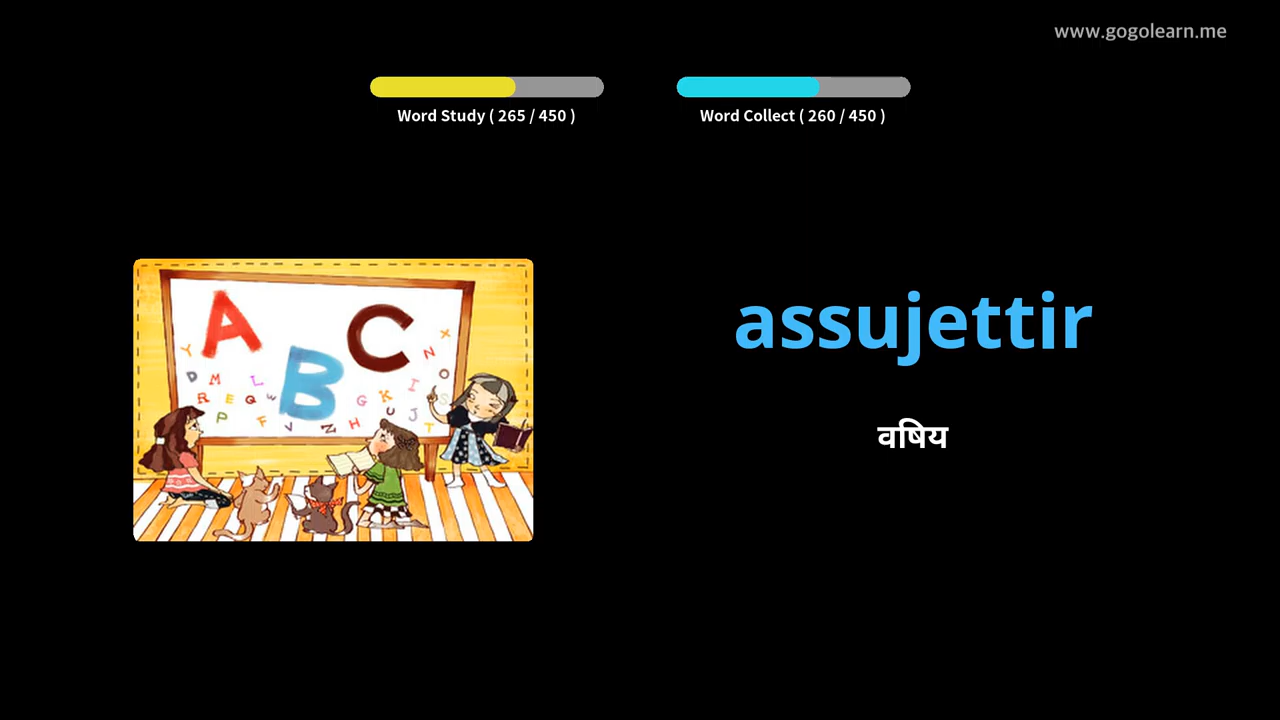 www.gogolearn.me
Word Study ( 265 / 450 )
Word Collect ( 260 / 450 )
A
B
C
assujettir
वषिय